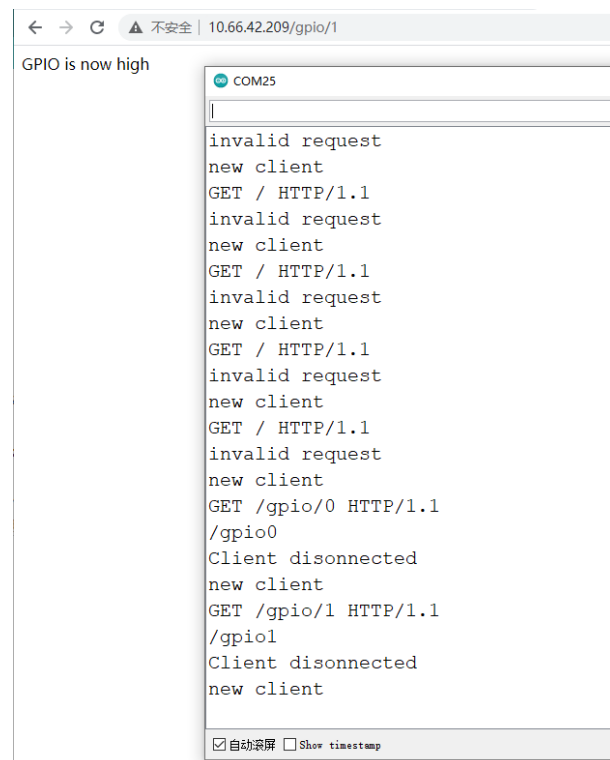 不安全 | 10.66.42.209/gpio/1
GPIO is now high
COM25
invalid request
new client
GET / HTTP/1.1
invalid request
new client
GET / HTTP/1.1
invalid request
new client
GET / HTTP/1.1
invalid request
new client
GET / HTTP/1.1
invalid request
new client
GET /gpio/0 HTTP/1.1
/gpio0
Client disonnected
new client
GET /gpio/1 HTTP/1.1
/gpio1
Client disonnected
new client
自动滚屏 Show timestamp